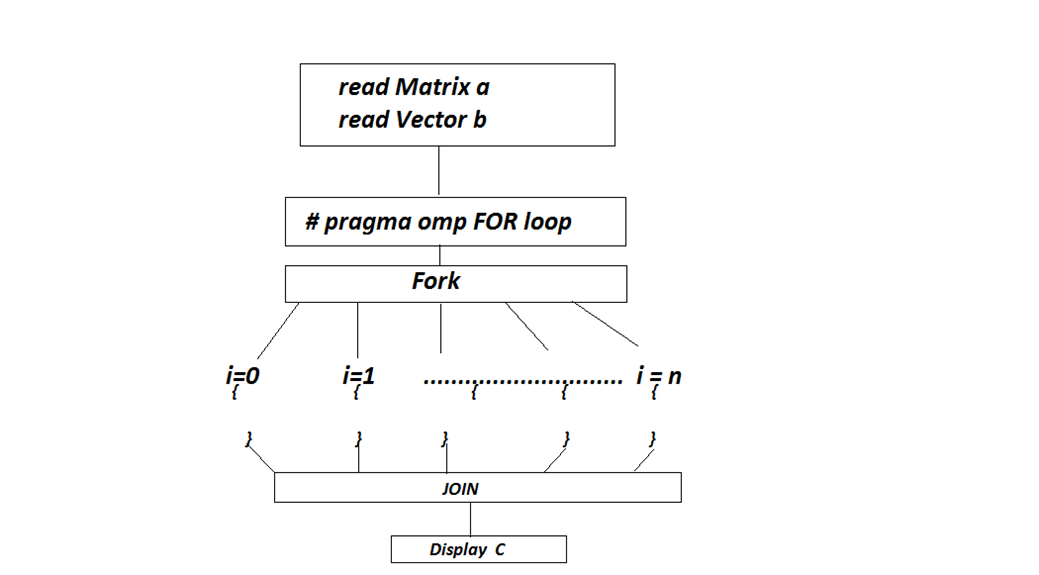 read Matrix a
read Vector b
# pragma omp FOR loop
Fork
i=0 i=1 .............................. i = n
{ { { { {
} } } } }
JOIN
Display C